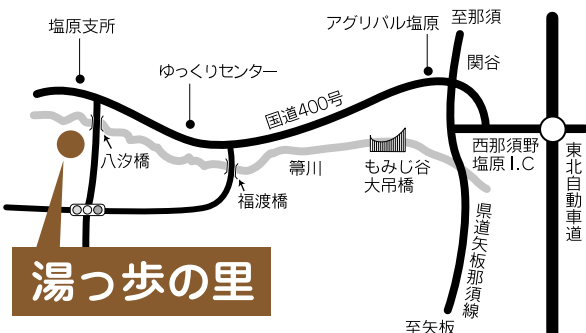 塩原支所
アグリパル塩原
至那須
関谷
ゆっくりセンター
国道400号
八汐橋
箒川
もみじ谷
大吊橋
西那須野
塩原I.C
東北自動車道
福渡橋
県道矢板那須線
湯っ歩の里
至矢板